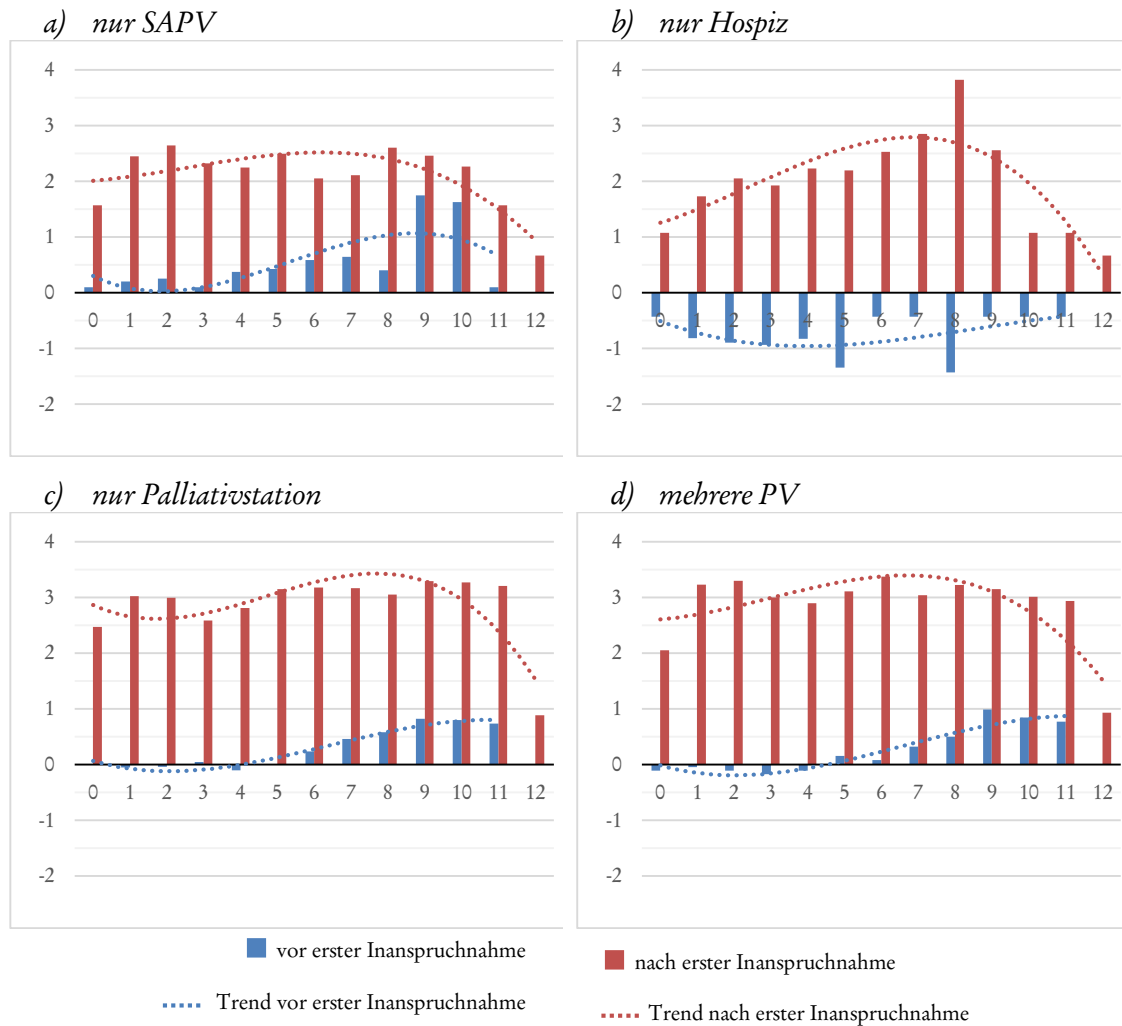 a) nur SAPV
4
3
2
1
0
-1
-2
0 1 2 3 4 5 6 7 8 9 10 11 12
b) nur Hospiz
4
3
2
1
0
-1
-2
0 1 2 3 4 5 6 7 8 9 10 11 12
c) nur Palliativstation
4
3
2
1
0
-1
-2
0 1 2 3 4 5 6 7 8 9 10 11 12
d) mehrere PV
4
3
2
1
0
-1
-2
0 1 2 3 4 5 6 7 8 9 10 11 12
vor erster Inanspruchnahme
nach erster Inanspruchnahme
Trend vor erster Inanspruchnahme
Trend nach erster Inanspruchnahme